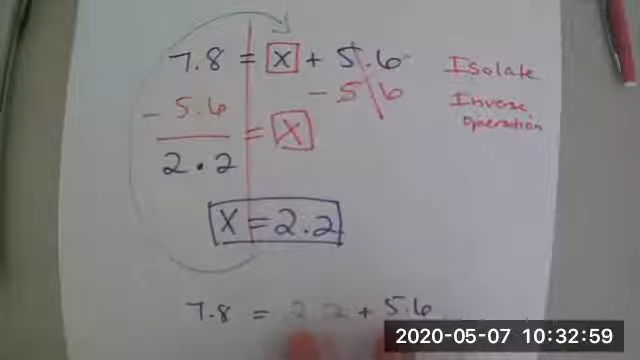 7.8 = x + 5.6
Isolate
- 5.6 - 5.6
Inverse
operation
2.2 = x
x = 2.2
7.8 = 2.2 + 5.6
2020-05-07 10:32:59